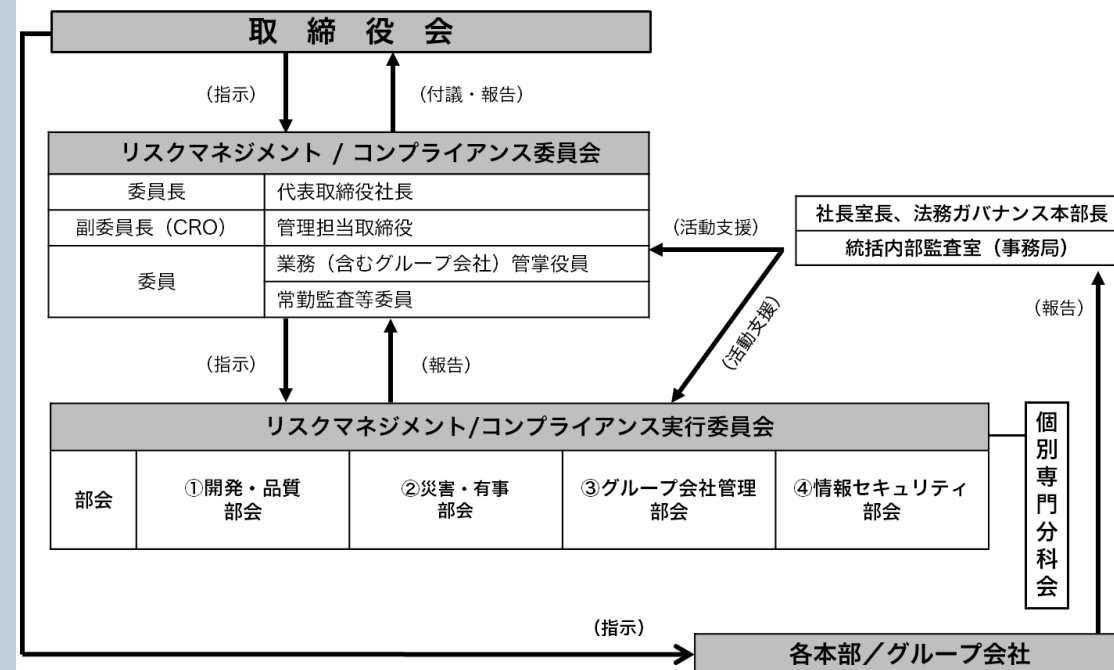 取締役会
（指示）
（付議・報告）
リスクマネジメント / コンプライアンス委員会
委員長
代表取締役社長
副委員長（CRO）
管理担当取締役
委員
業務（含むグループ会社）管掌役員
常勤監査等委員
（活動支援）
社長室長、法務ガバナンス本部長
統括内部監査室（事務局）
（活動支援）
（報告）
（指示）
（報告）
リスクマネジメント/コンプライアンス実行委員会
部会
①開発・品質
部会
②災害・有事
部会
③グループ会社管理
部会
④情報セキュリティ
部会
個別専門分科会
（指示）
各本部／グループ会社